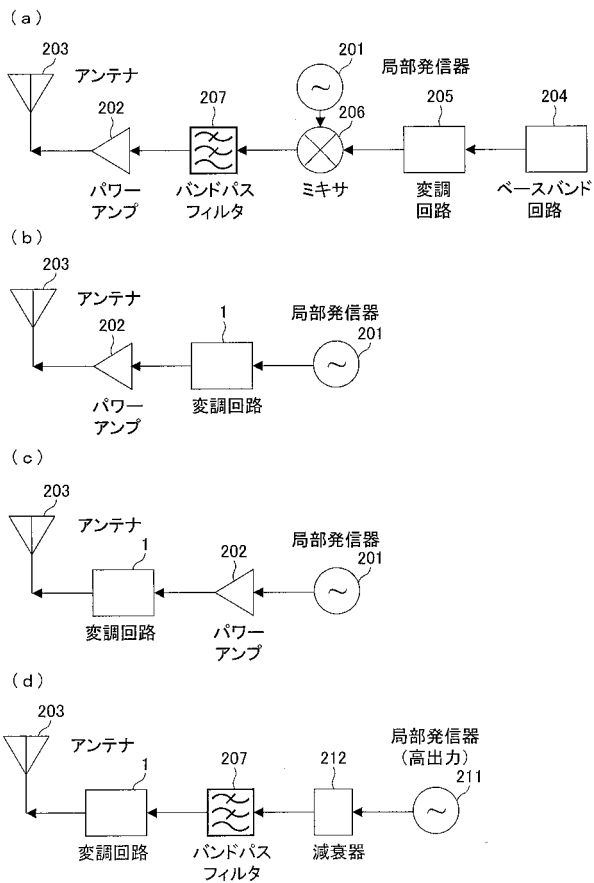 (a)
203
アンテナ
202
パワー
アンプ
207
バンドパス
フィルタ
201
局部発信器
206
ミキサ
205
変調
回路
204
ベースバンド
回路
(b)
203
アンテナ
202
パワー
アンプ
1
変調回路
局部発信器
201
(c)
203
アンテナ
1
変調回路
202
パワー
アンプ
局部発信器
201
(d)
203
アンテナ
1
変調回路
207
バンドパス
フィルタ
212
減衰器
局部発信器
(高出力)
211